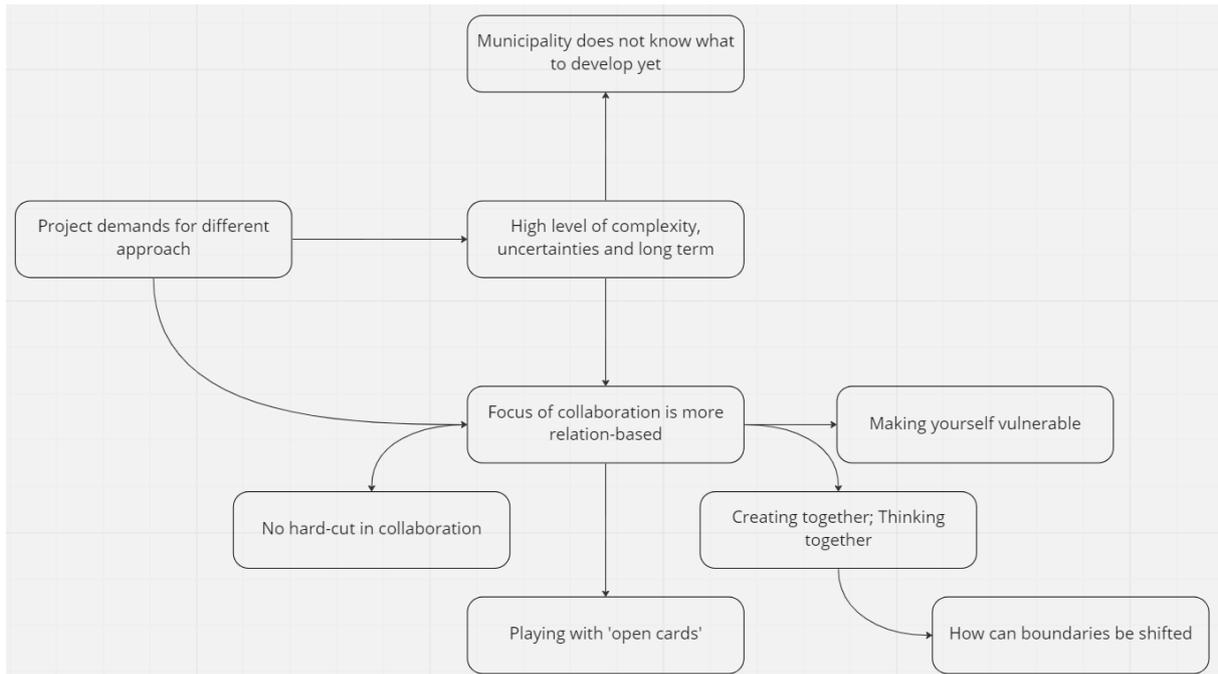 Municipality does not know what
to develop yet
Project demands for different
approach
High level of complexity,
uncertainties and long term
Focus of collaboration is more
relation-based
Making yourself vulnerable
No hard-cut in collaboration
Creating together; Thinking
together
Playing with 'open cards'
How can boundaries be shifted